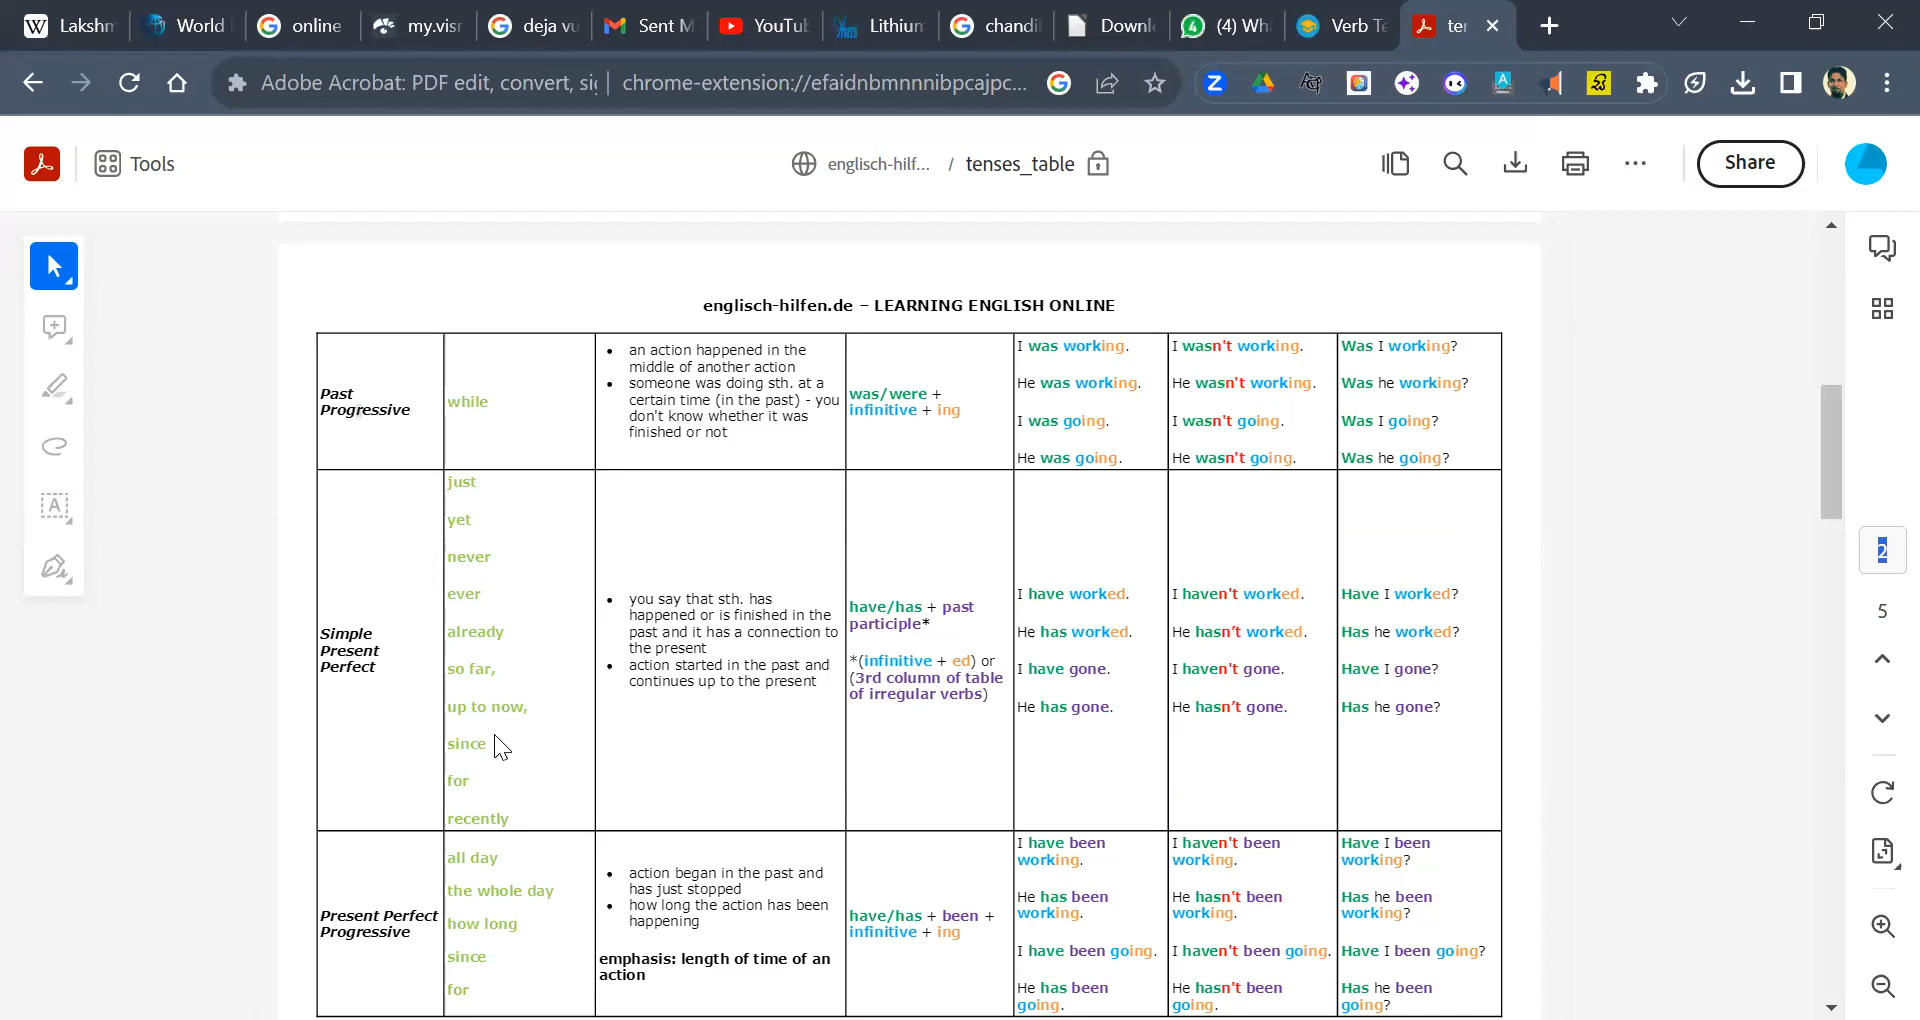 Lakshm
World
online
my.visr
deja vu
Sent M
YouTub
Lithium
chandi
Downl
(4) Wh
Verb Te
ter
Adobe Acrobat: PDF edit, convert, sig
chrome-extension://efaidnbmnnnibpcajpc...
Tools
englisch-hilf... / tenses_table
Share
englisch-hilfen.de – LEARNING ENGLISH ONLINE
Past
Progressive
while
• an action happened in the
middle of another action
• someone was doing sth. at a
certain time (in the past) - you
don't know whether it was
finished or not
was/were +
infinitive + ing
I was working.
He was working.
I was going.
He was going.
I wasn't working.
He wasn't working.
I wasn't going.
He wasn't going.
Was I working?
Was he working?
Was I going?
Was he going?
Simple
Present
Perfect
just
yet
never
ever
already
so far,
up to now,
since
for
recently
• you say that sth. has
happened or is finished in the
past and it has a connection to
the present
• action started in the past and
continues up to the present
have/has + past
participle*
*(infinitive + ed) or
(3rd column of table
of irregular verbs)
I have worked.
He has worked.
I have gone.
He has gone.
I haven't worked.
He hasn't worked.
I haven't gone.
He hasn't gone.
Have I worked?
Has he worked?
Have I gone?
Has he gone?
Present Perfect
Progressive
all day
the whole day
how long
since
for
• action began in the past and
has just stopped
• how long the action has been
happening
emphasis: length of time of an
action
have/has + been +
infinitive + ing
I have been
working.
He has been
working.
I have been going.
He has been
going.
I haven't been
working.
He hasn't been
working.
I haven't been going.
He hasn't been
going.
Have I been
working?
Has he been
working?
Have I been going?
Has he been
going?
2
5